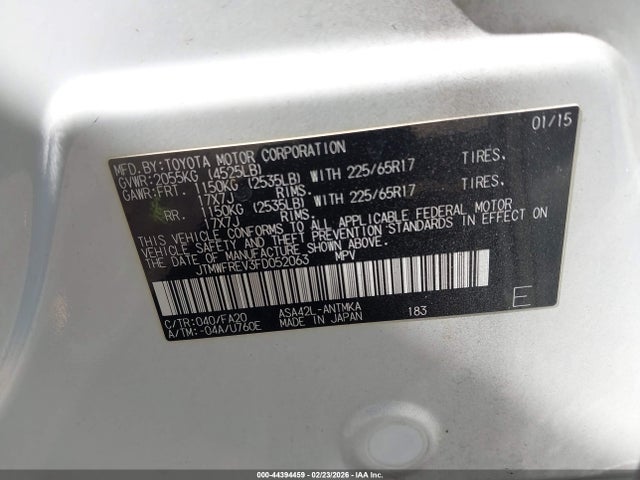 MFD.BY:TOYOTA MOTOR CORPORATION 01/15
GVWR:2055KG (4525LB)
GAWR:FRT. 1150KG (2535LB) WITH 225/65R17 TIRES,
17X7J RIMS.
RR. 1150KG (2535LB) WITH 225/65R17 TIRES,
17X7J RIMS.
THIS VEHICLE CONFORMS TO ALL APPLICABLE FEDERAL MOTOR
VEHICLE SAFETY AND THEFT PREVENTION STANDARDS IN EFFECT ON
THE DATE OF MANUFACTURE SHOWN ABOVE.
JTMWFREV3FD052063 MPV
C/TR:040/FA20 ASA42L-ANTMKA 183 E
A/TM:-04A/U760E MADE IN JAPAN
000-44394459 - 02/23/2026 - IAA Inc.